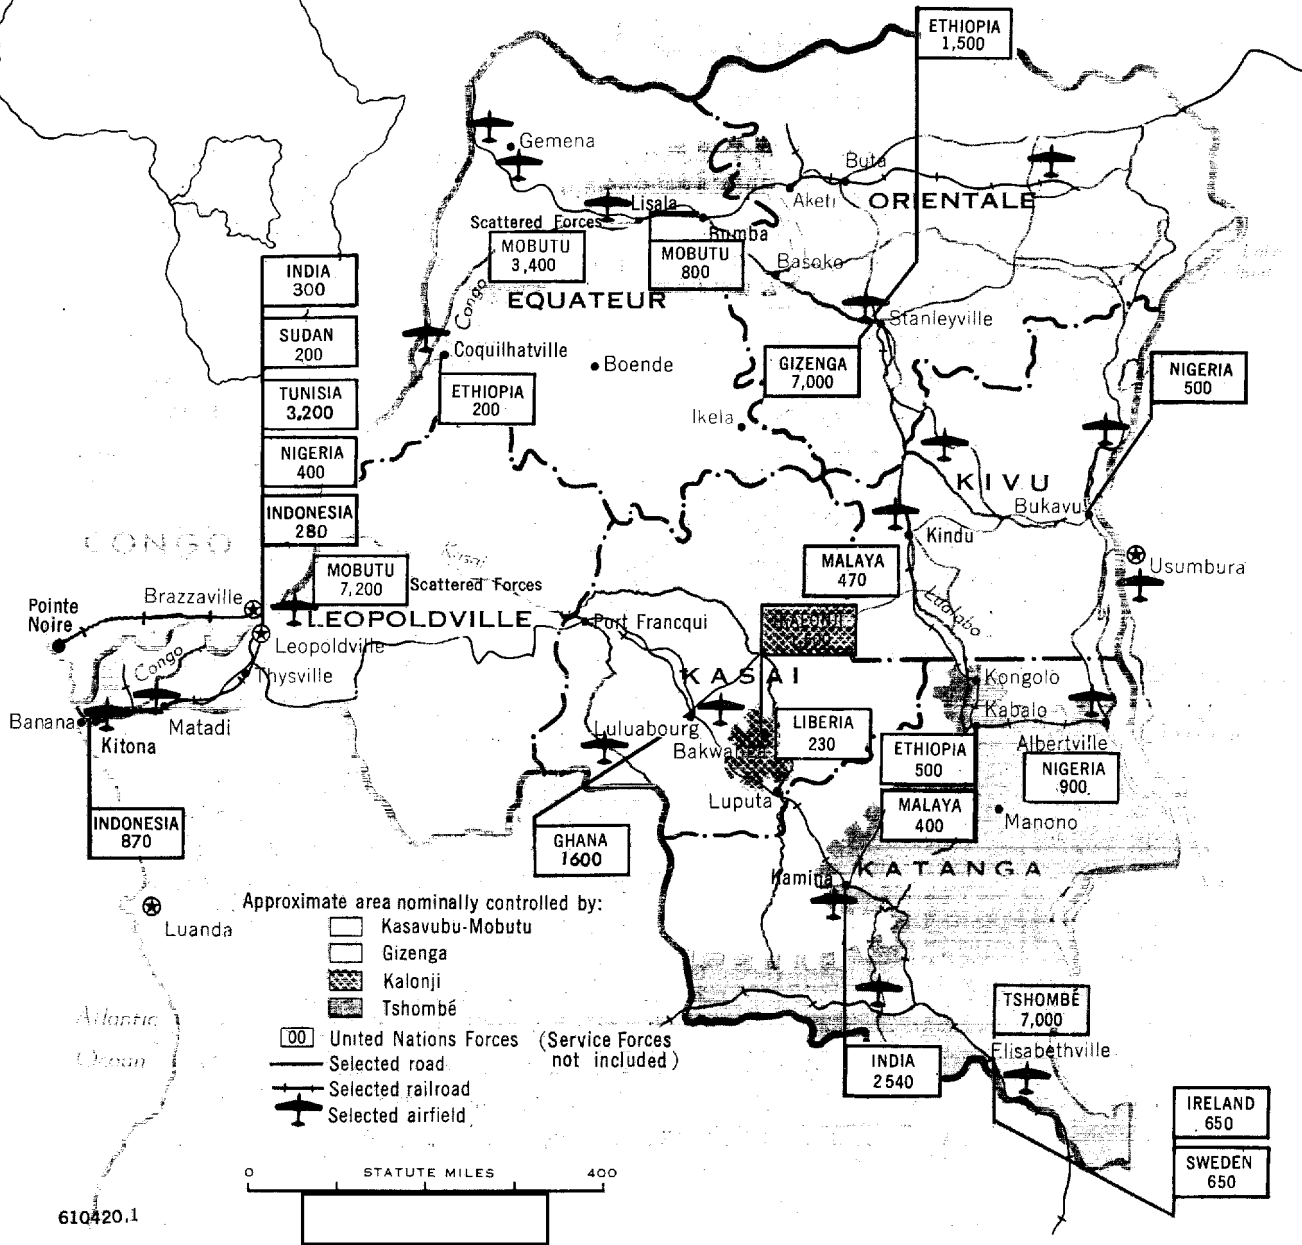 ETHIOPIA
1,500
Gemena
Buta
Aketi
ORIENTALE
Lisala
Scattered Forces
Bumba
MOBUTU
3,400
MOBUTU
800
Basoko
INDIA
300
EQUATEUR
Congo
Stanleyville
SUDAN
200
Coquilhatville
Boende
GIZENGA
7,000
NIGERIA
500
TUNISIA
3,200
ETHIOPIA
200
Ikela
NIGERIA
400
KIVU
Bukavu
INDONESIA
280
CONGO
Kasai
Kindu
MALAYA
470
Usumbura
MOBUTU
7,200
Scattered Forces
Brazzaville
Pointe
Noire
LEOPOLDVILLE
Port Francqui
KALONJI
Lualaba
Leopoldville
Congo
Thysville
KASAI
Kongolo
Kabalo
Banana
Kitona
Matadi
Luluabourg
LIBERIA
230
Albertville
ETHIOPIA
500
NIGERIA
900
Luputa
MALAYA
400
Manono
INDONESIA
870
GHANA
1600
KATANGA
Kamina
Luanda
Approximate area nominally controlled by:
Kasavubu-Mobutu
Gizenga
Kalonji
Tshombé
00 United Nations Forces (Service Forces
not included)
Selected road
Selected railroad
Selected airfield
Atlantic
Ocean
TSHOMBÉ
7,000
Elisabethville
INDIA
2540
IRELAND
650
SWEDEN
650
0 STATUTE MILES 400
610420.1